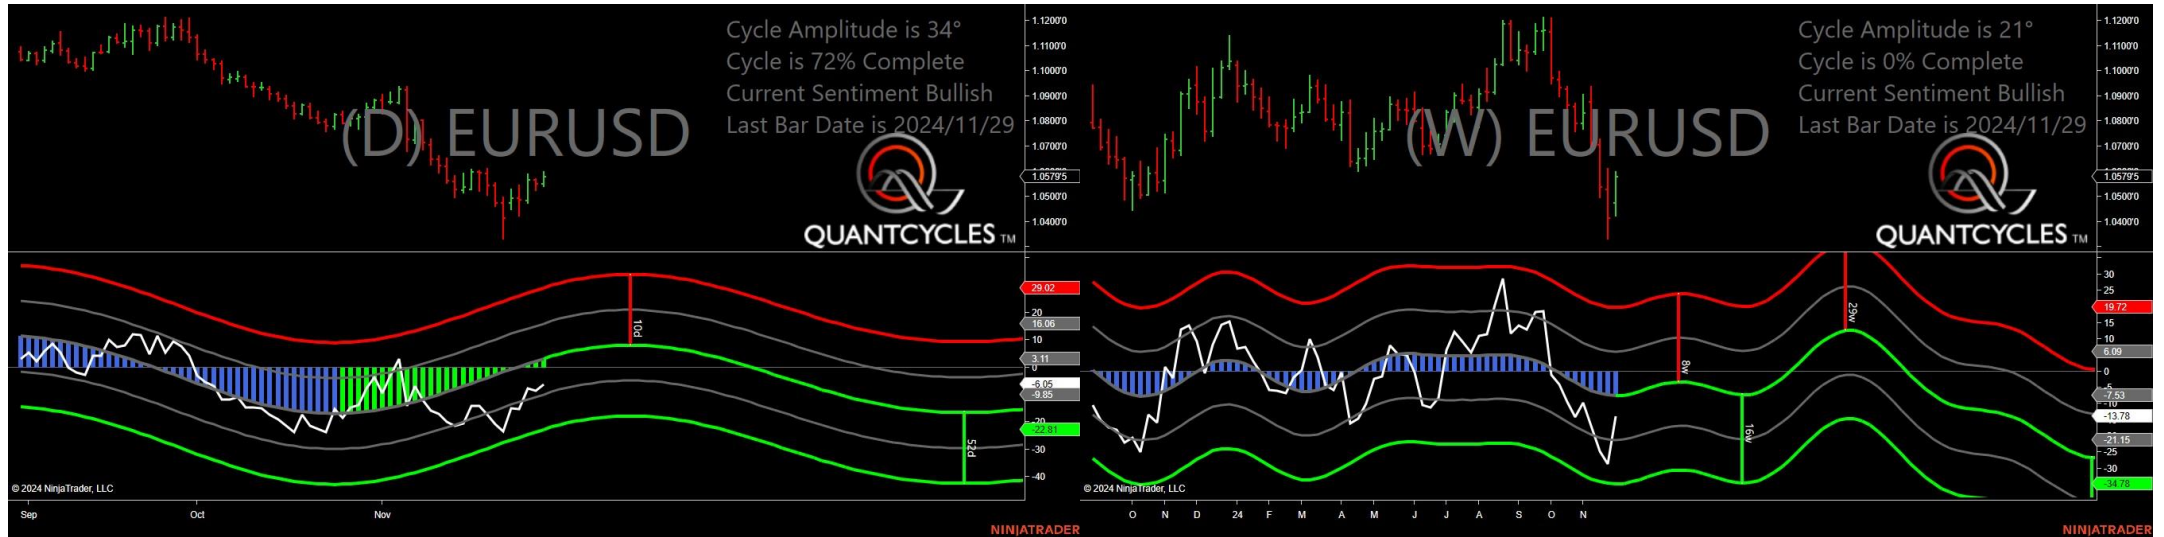 Cycle Amplitude is 34°
Cycle is 72% Complete
Current Sentiment Bullish
Last Bar Date is 2024/11/29
(D) EURUSD
QUANTCYCLES TM
1.1200'0
1.1100'0
1.1000'0
1.0900'0
1.0800'0
1.0700'0
1.0579'5
1.0500'0
1.0400'0
29.02
20
16.06
10
3.11
0
-6.05
-9.85
-20
-22.81
-30
-40
10d
52d
© 2024 NinjaTrader, LLC
Sep Oct Nov
NINJATRADER
Cycle Amplitude is 21°
Cycle is 0% Complete
Current Sentiment Bullish
Last Bar Date is 2024/11/29
(W) EURUSD
QUANTCYCLES TM
1.1200'0
1.1100'0
1.1000'0
1.0900'0
1.0800'0
1.0700'0
1.0579'5
1.0500'0
1.0400'0
30
25
19.72
15
10
6.09
0
-5
-7.53
-10
-13.78
-21.15
-25
-30
-34.78
8w
16w
29w
© 2024 NinjaTrader, LLC
O N D 24 F M A M J J A S O N
NINJATRADER